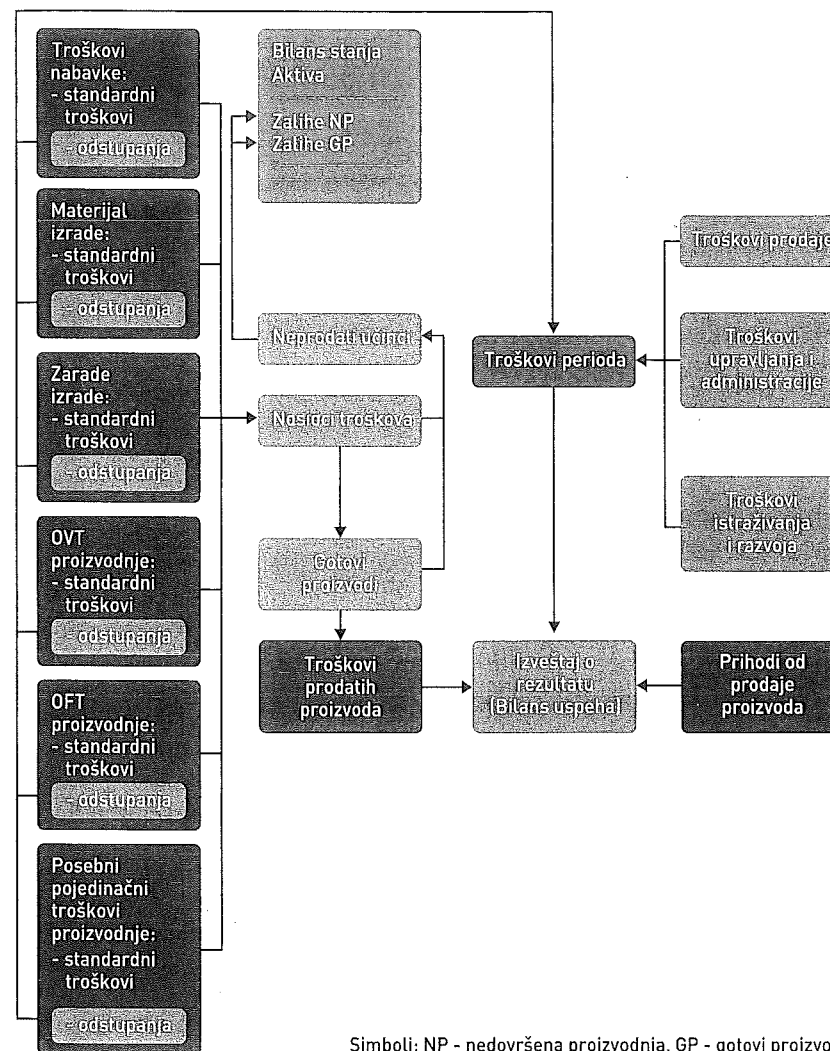 Troškovi
nabavke:
- standardni
troškovi
- odstupanja
Materijal
izrade:
- standardni
troškovi
- odstupanja
Zarade
izrade:
- standardni
troškovi
- odstupanja
OVT
proizvodnje:
- standardni
troškovi
- odstupanja
OFT
proizvodnje:
- standardni
troškovi
- odstupanja
Posebni
pojedinačni
troškovi
proizvodnje:
- standardni
troškovi
- odstupanja
Bilans stanja
Aktiva
Zalihe NP
Zalihe GP
Neprodati učinci
Nosioci troškova
Gotovi
proizvodi
Troškovi
prodatih
proizvoda
Troškovi perioda
Izveštaj o
rezultatu
(Bilans uspeha)
Troškovi prodaje
Troškovi
upravljanja i
administracije
Troškovi
istraživanja
i razvoja
Prihodi od
prodaje
proizvoda
Simboli: NP - nedovršena proizvodnja, GP - gotovi proizvo